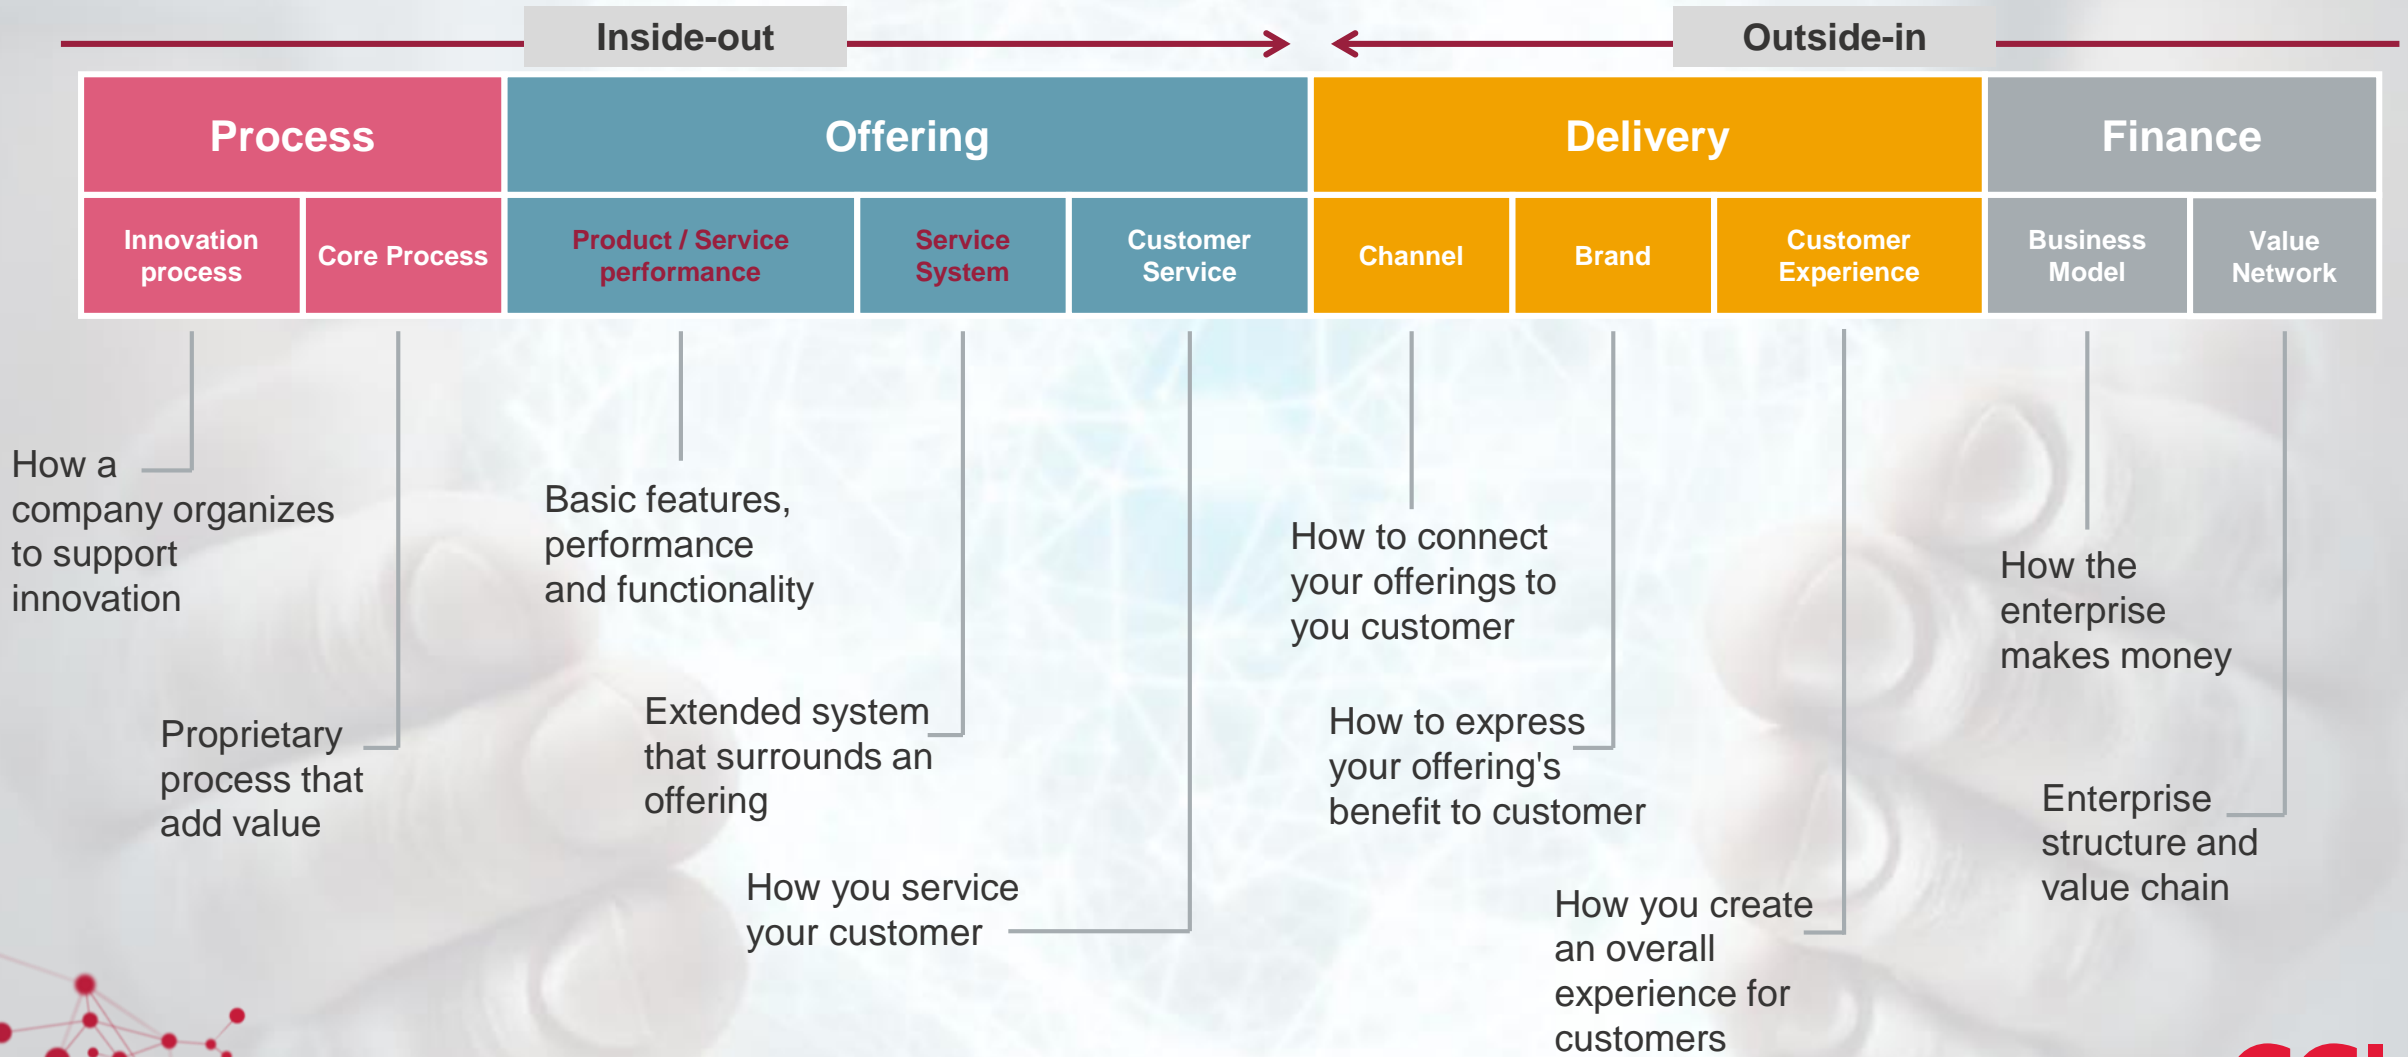 Inside-out
Outside-in
Process
Offering
Delivery
Finance
Innovation
process
Core Process
Product / Service
performance
Service
System
Customer
Service
Channel
Brand
Customer
Experience
Business
Model
Value
Network
How a
company organizes
to support
innovation
Proprietary
process that
add value
Basic features,
performance
and functionality
Extended system
that surrounds an
offering
How you service
your customer
How to connect
your offerings to
you customer
How to express
your offering's
benefit to customer
How you create
an overall
experience for
customers
How the
enterprise
makes money
Enterprise
structure and
value chain